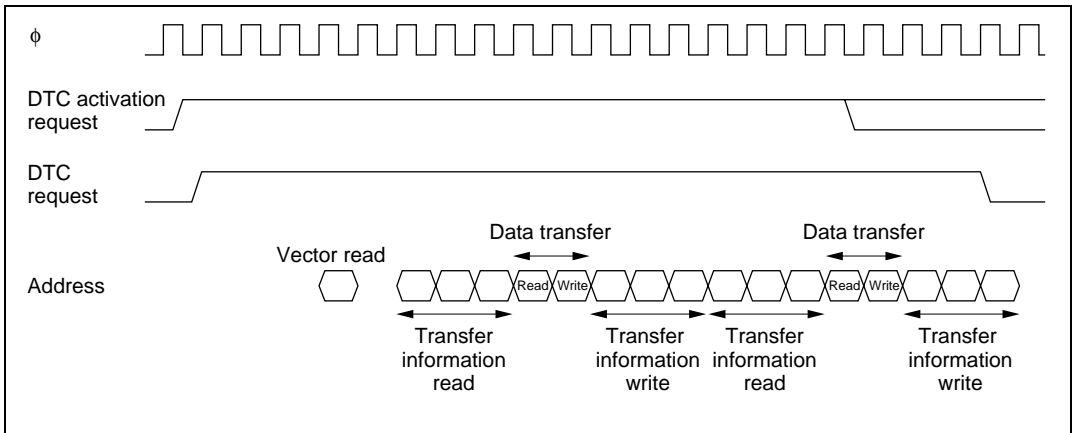 ϕ
DTC activation
request
DTC
request
Data transfer Data transfer
Vector read
Address
Read Write Read Write
Transfer Transfer Transfer Transfer
information information information information
read write read write